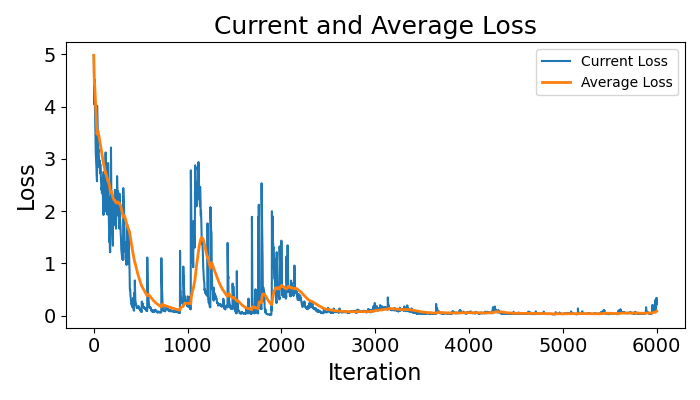 Current and Average Loss
Current Loss
Average Loss
Loss
5
4
3
2
1
0
0 1000 2000 3000 4000 5000 6000
Iteration